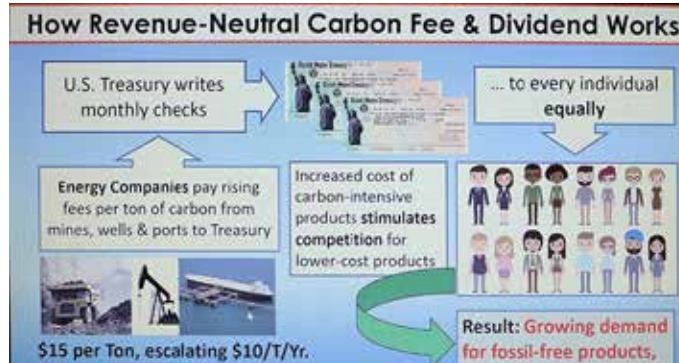 How Revenue-Neutral Carbon Fee & Dividend Works
U.S. Treasury writes
monthly checks
... to every individual
equally
Energy Companies pay rising
fees per ton of carbon from
mines, wells & ports to Treasury
Increased cost of
carbon-intensive
products stimulates
competition for
lower-cost products
$15 per Ton, escalating $10/T/Yr.
Result: Growing demand
for fossil-free products,